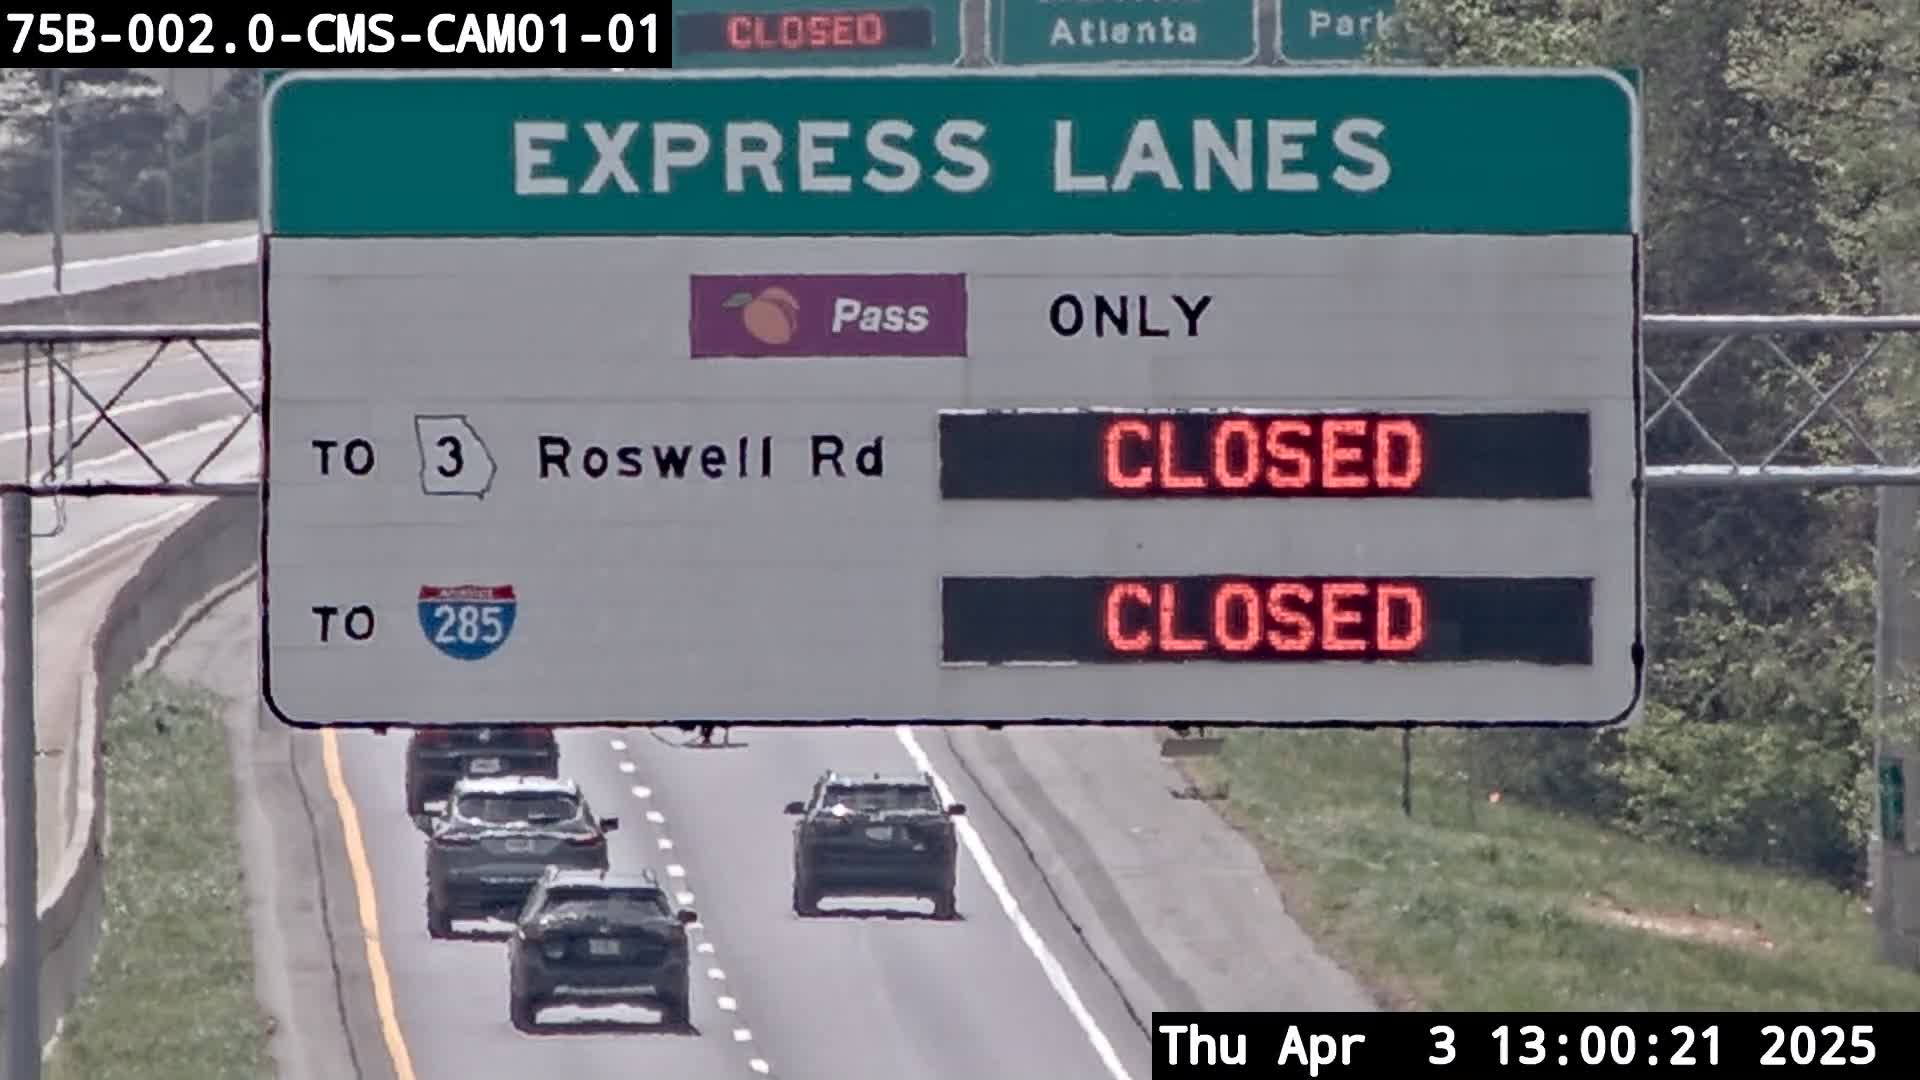 75B-002.0-CMS-CAM01-01
CLOSED
Atlanta
Park
EXPRESS LANES
Pass ONLY
TO 3 Roswell Rd CLOSED
TO 285 CLOSED
Thu Apr 3 13:00:21 2025